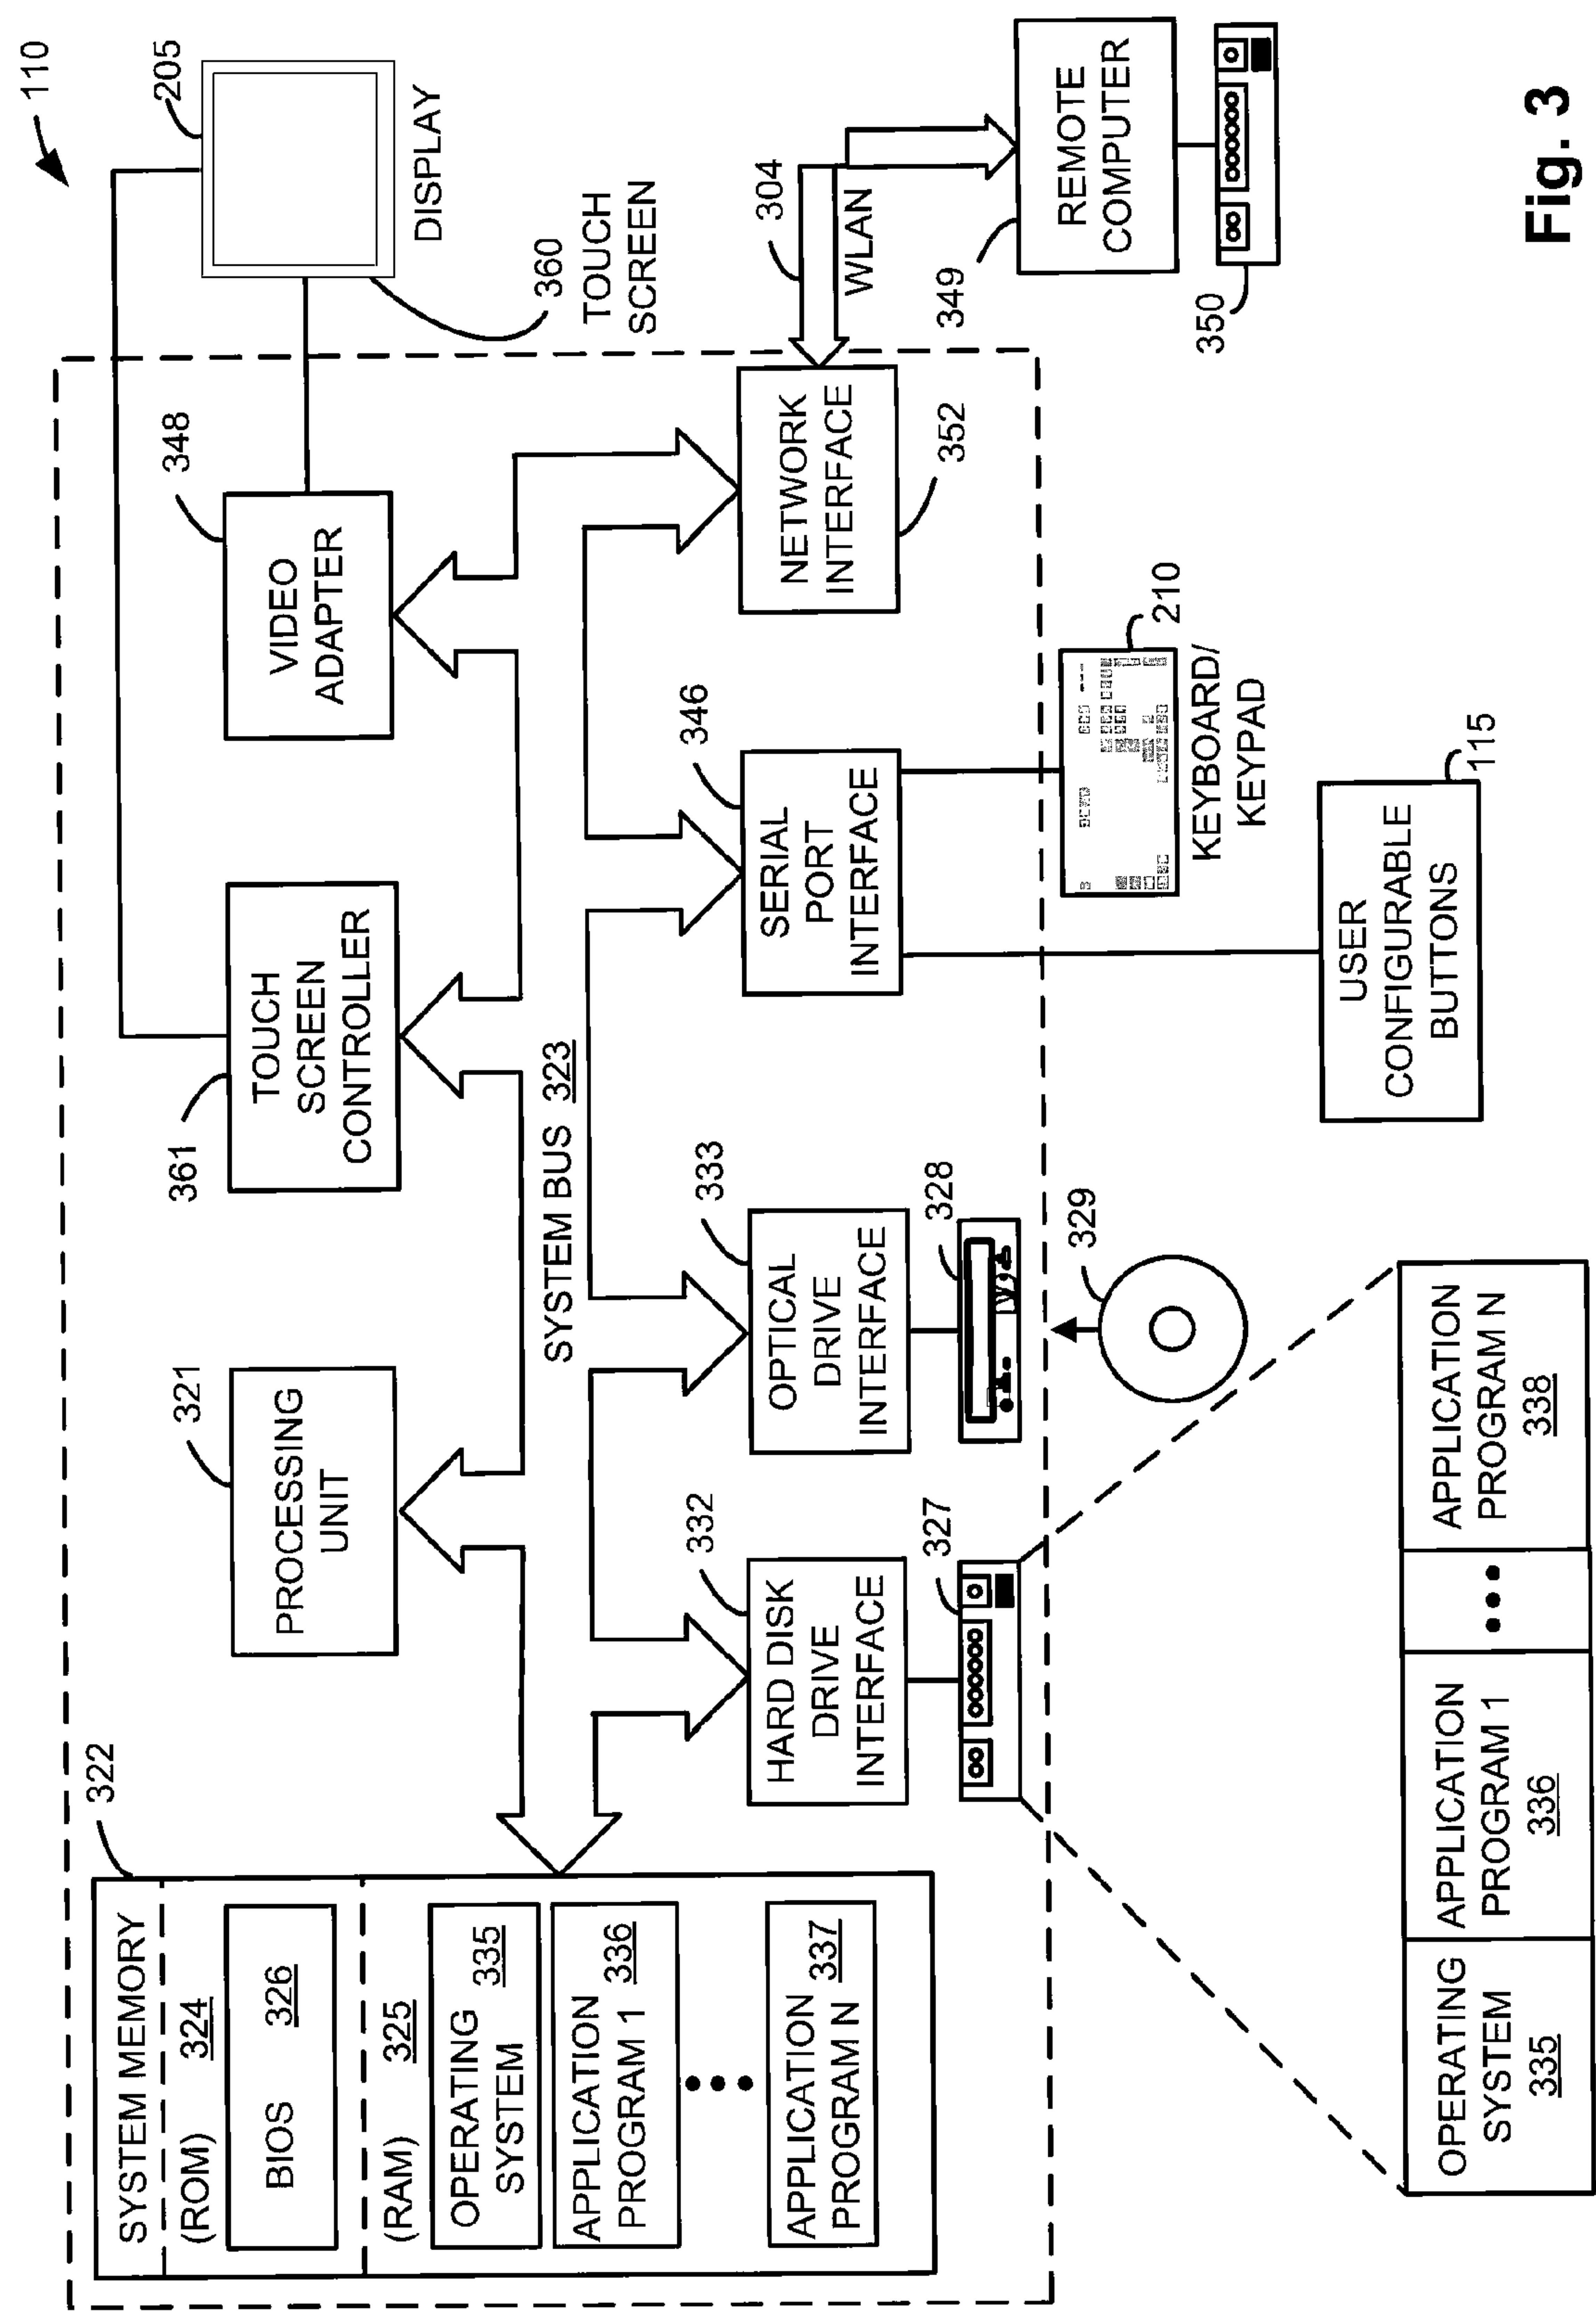 110
205
DISPLAY
360
TOUCH
SCREEN
348
VIDEO
ADAPTER
361
TOUCH
SCREEN
CONTROLLER
321
PROCESSING
UNIT
322
SYSTEM MEMORY
(ROM) 324
BIOS 326
(RAM) 325
OPERATING 335
SYSTEM
APPLICATION
PROGRAM 1 336
APPLICATION 337
PROGRAM N
SYSTEM BUS 323
332
HARD DISK
DRIVE
INTERFACE
327
333
OPTICAL
DRIVE
INTERFACE
328
329
346
SERIAL
PORT
INTERFACE
NETWORK
INTERFACE
352
304
WLAN
349
REMOTE
COMPUTER
350
210
KEYBOARD/
KEYPAD
115
USER
CONFIGURABLE
BUTTONS
OPERATING
SYSTEM
335
APPLICATION
PROGRAM 1
336
APPLICATION
PROGRAM N
338
Fig. 3